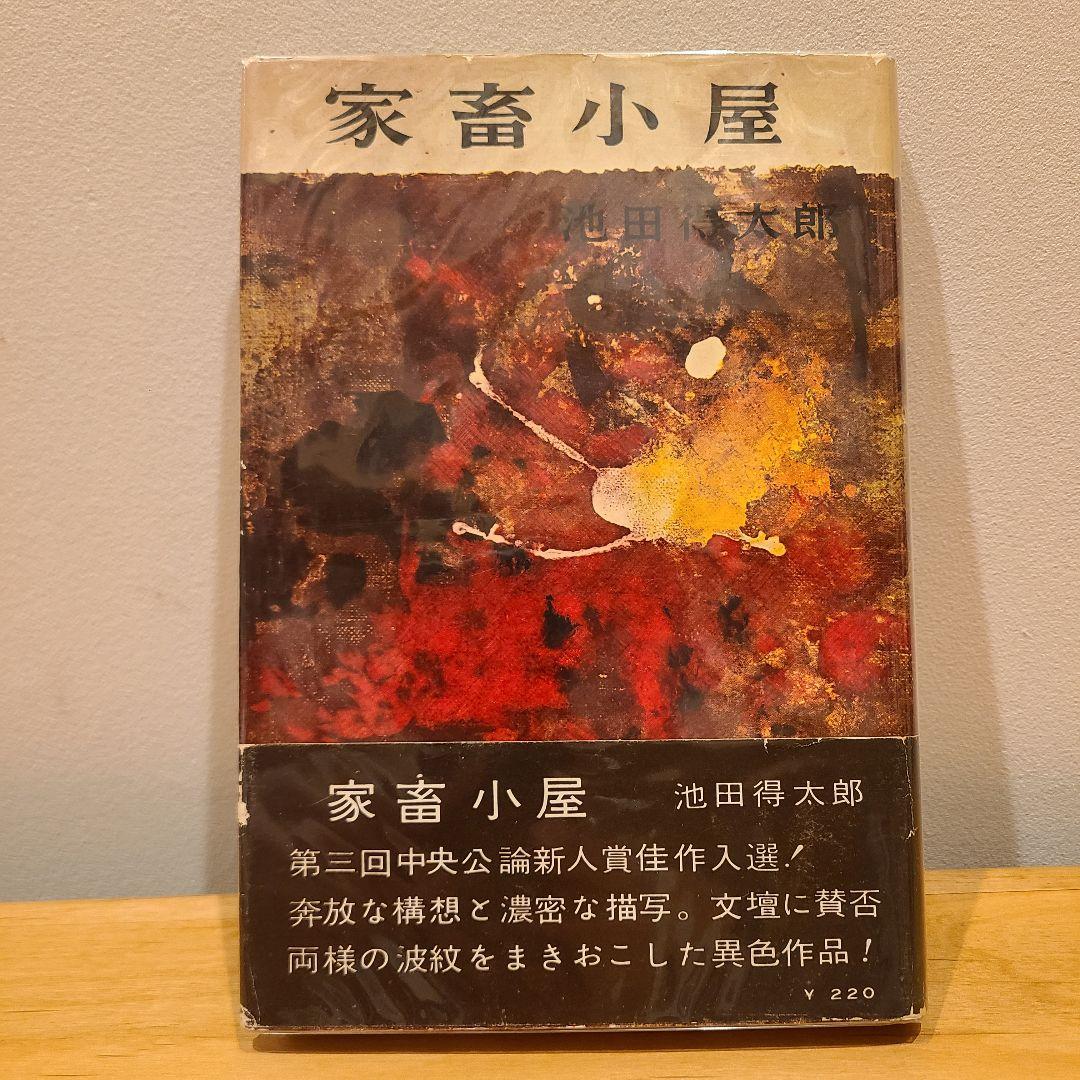 家畜小屋
池田得太郎
家畜小屋 池田得太郎
第三回中央公論新人賞佳作入選!
奔放な構想と濃密な描写。文壇に賛否
両様の波紋をまきおこした異色作品!
¥ 220